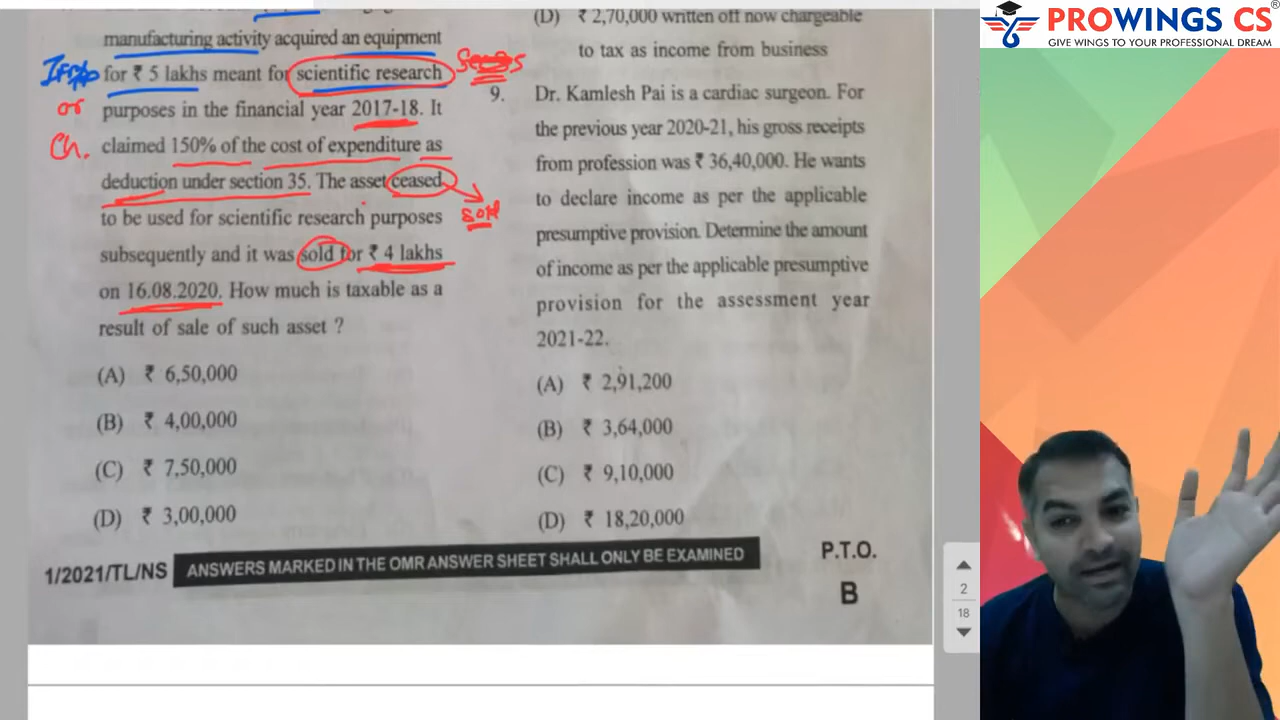 manufacturing activity acquired an equipment
for ₹ 5 lakhs meant for scientific research
purposes in the financial year 2017-18. It
claimed 150% of the cost of expenditure as
deduction under section 35. The asset ceased
to be used for scientific research purposes
subsequently and it was sold for ₹ 4 lakhs
on 16.08.2020. How much is taxable as a
result of sale of such asset ?
(A) ₹ 6,50,000
(B) ₹ 4,00,000
(C) ₹ 7,50,000
(D) ₹ 3,00,000
or
Ch.
sold
(D) ₹ 2,70,000 written off now chargeable
to tax as income from business
9. Dr. Kamlesh Pai is a cardiac surgeon. For
the previous year 2020-21, his gross receipts
from profession was ₹ 36,40,000. He wants
to declare income as per the applicable
presumptive provision. Determine the amount
of income as per the applicable presumptive
provision for the assessment year
2021-22.
(A) ₹ 2,91,200
(B) ₹ 3,64,000
(C) ₹ 9,10,000
(D) ₹ 18,20,000
1/2021/TL/NS
ANSWERS MARKED IN THE OMR ANSWER SHEET SHALL ONLY BE EXAMINED
P.T.O.
B
2
18
PROWINGS CS®
GIVE WINGS TO YOUR PROFESSIONAL DREAM